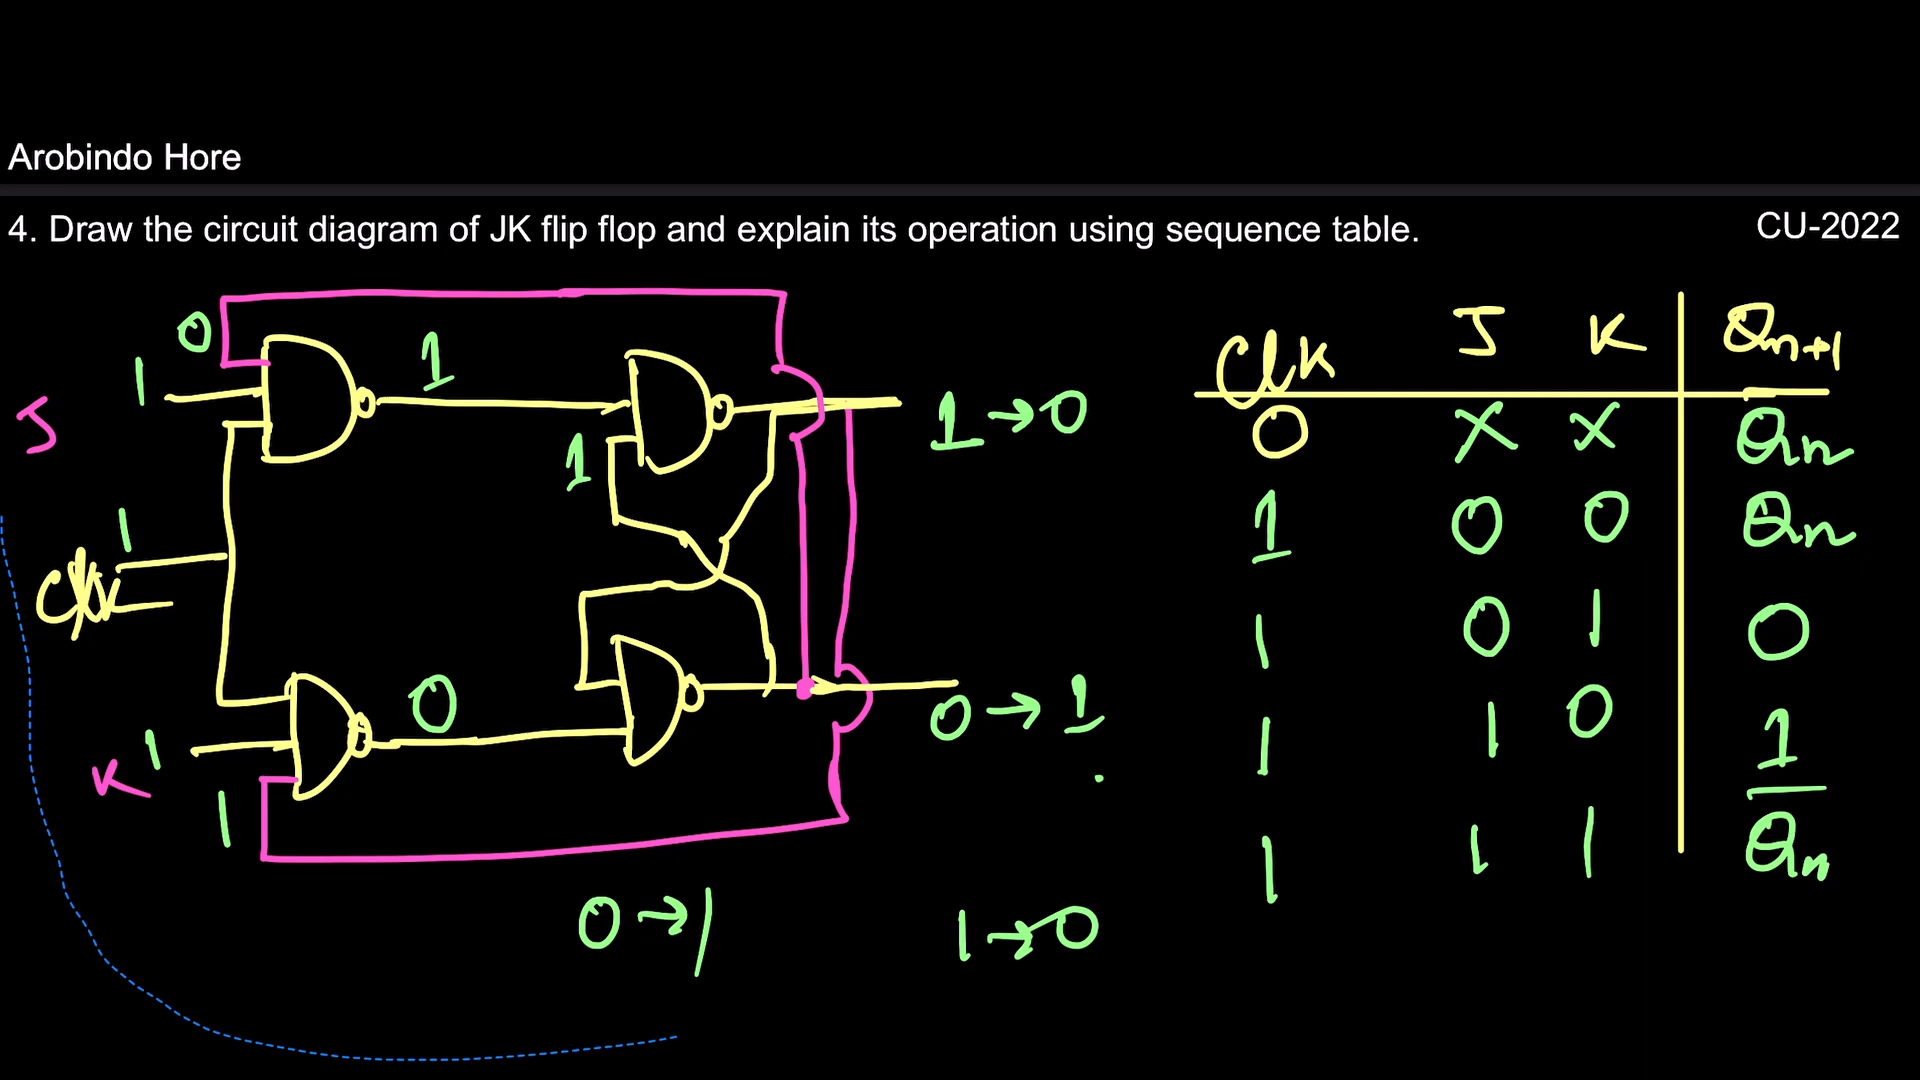 Arobindo Hore
4. Draw the circuit diagram of JK flip flop and explain its operation using sequence table. CU-2022
0
1
J
1
1
1 → 0
1
Clk
K
1
1
0
0 → 1
0 → 1
1 → 0
Clk J K Qn+1
0 X X Qn
1 0 0 Qn
1 0 1 0
1 1 0 1
1 1 1 Q̅n